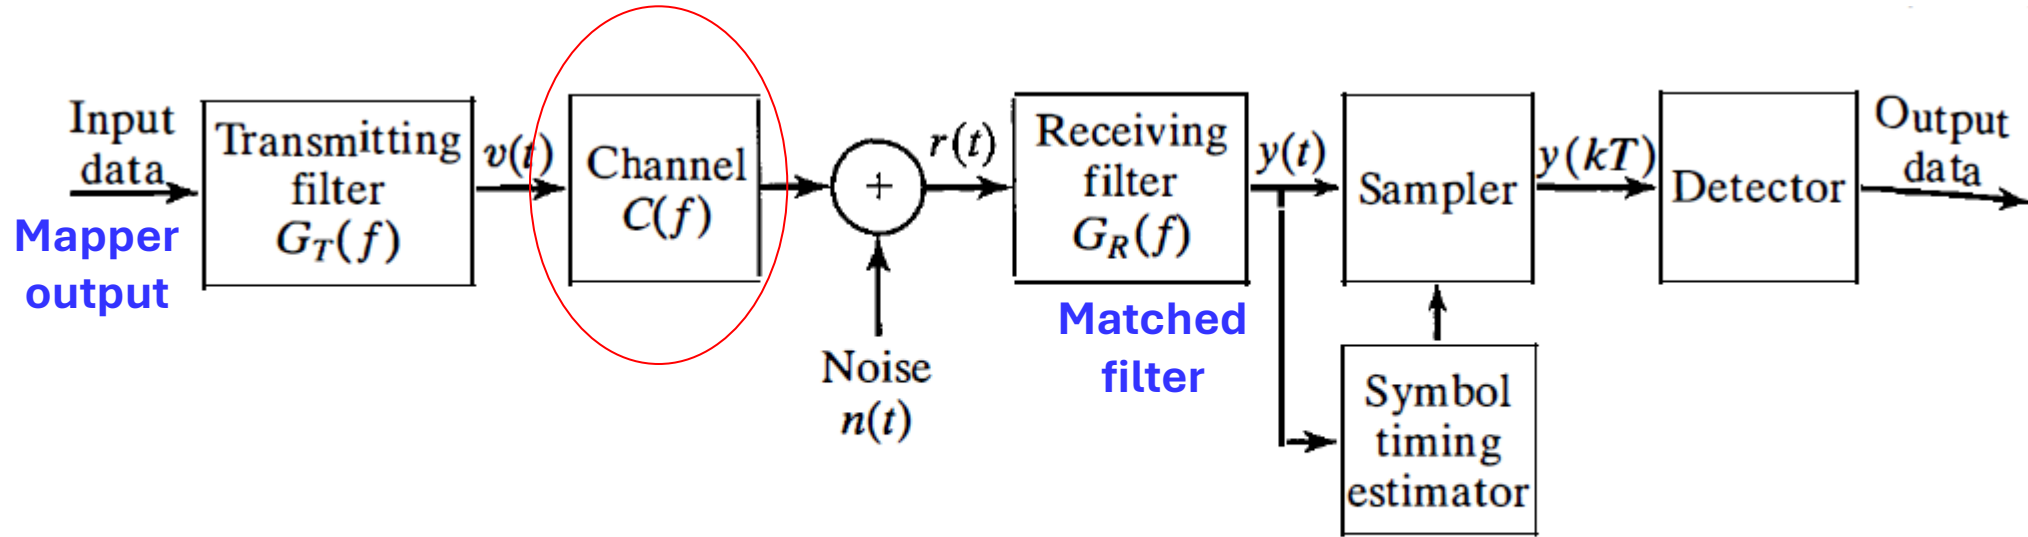 Input
data
Mapper
output
Transmitting
filter
G_T(f)
v(t)
Channel
C(f)
+
Noise
n(t)
r(t)
Receiving
filter
G_R(f)
Matched
filter
y(t)
Sampler
Symbol
timing
estimator
y(kT)
Detector
Output
data